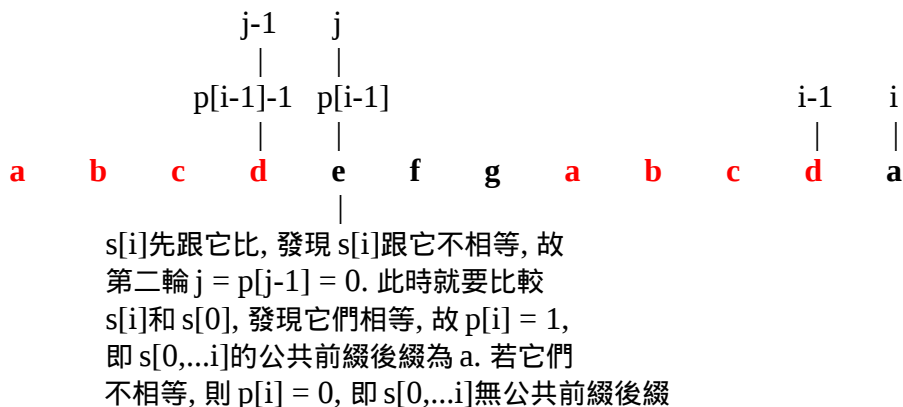 j-1 j
| |
p[i-1]-1 p[i-1] i-1 i
| | | |
a b c d e f g a b c d a
|
s[i]先跟它比, 發現 s[i]跟它不相等, 故
第二輪 j = p[j-1] = 0. 此時就要比較
s[i]和 s[0], 發現它們相等, 故 p[i] = 1,
即 s[0,...i]的公共前綴後綴為 a. 若它們
不相等, 則 p[i] = 0, 即 s[0,...i]無公共前綴後綴